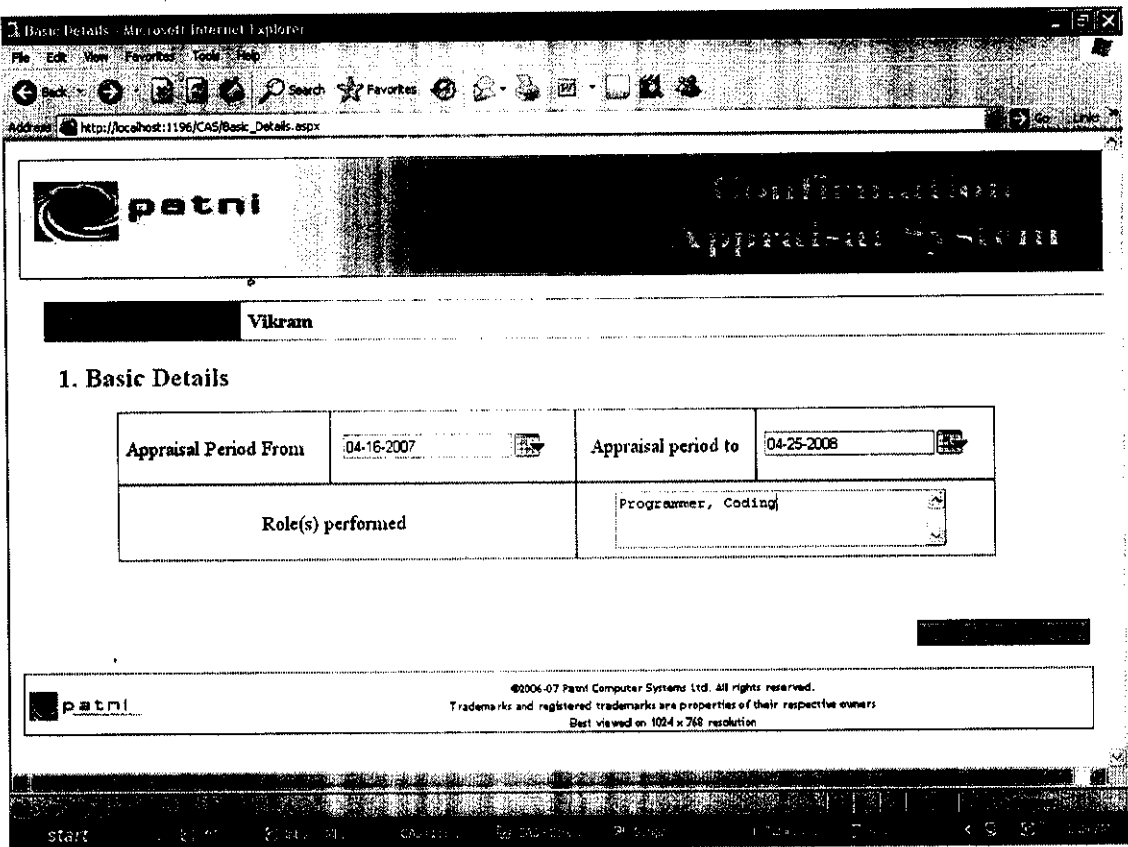 Basic Details - Microsoft Internet Explorer
File Edit View Favorites Tools Help
Back Search Favorites
Address http://localhost:1196/CAS/Basic_Details.aspx Go Links
patni
Confirmation
Appraisal System
Vikram
1. Basic Details
Appraisal Period From 04-16-2007 Appraisal period to 04-25-2008
Role(s) performed Programmer, Coding
patni
©2006-07 Patni Computer Systems Ltd. All rights reserved.
Trademarks and registered trademarks are properties of their respective owners
Best viewed on 1024 x 768 resolution
start